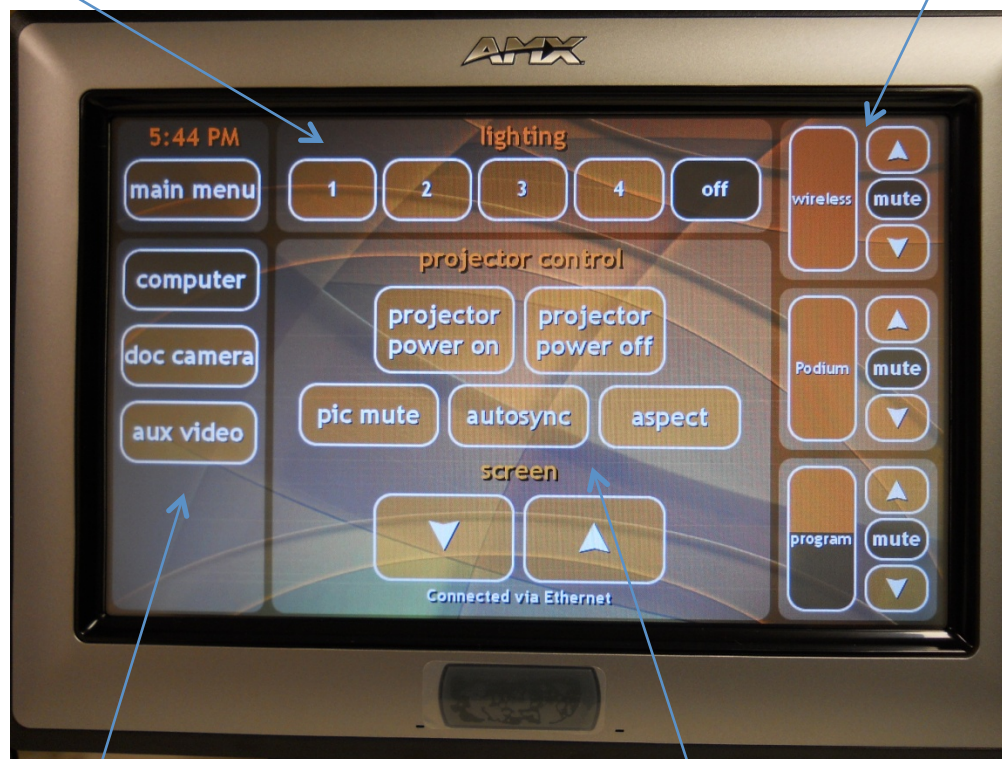 AMX
5:44 PM
main menu
lighting
1
2
3
4
off
wireless
mute
computer
doc camera
aux video
projector control
projector
power on
projector
power off
pic mute
autosync
aspect
screen
Connected via Ethernet
Podium
mute
program
mute